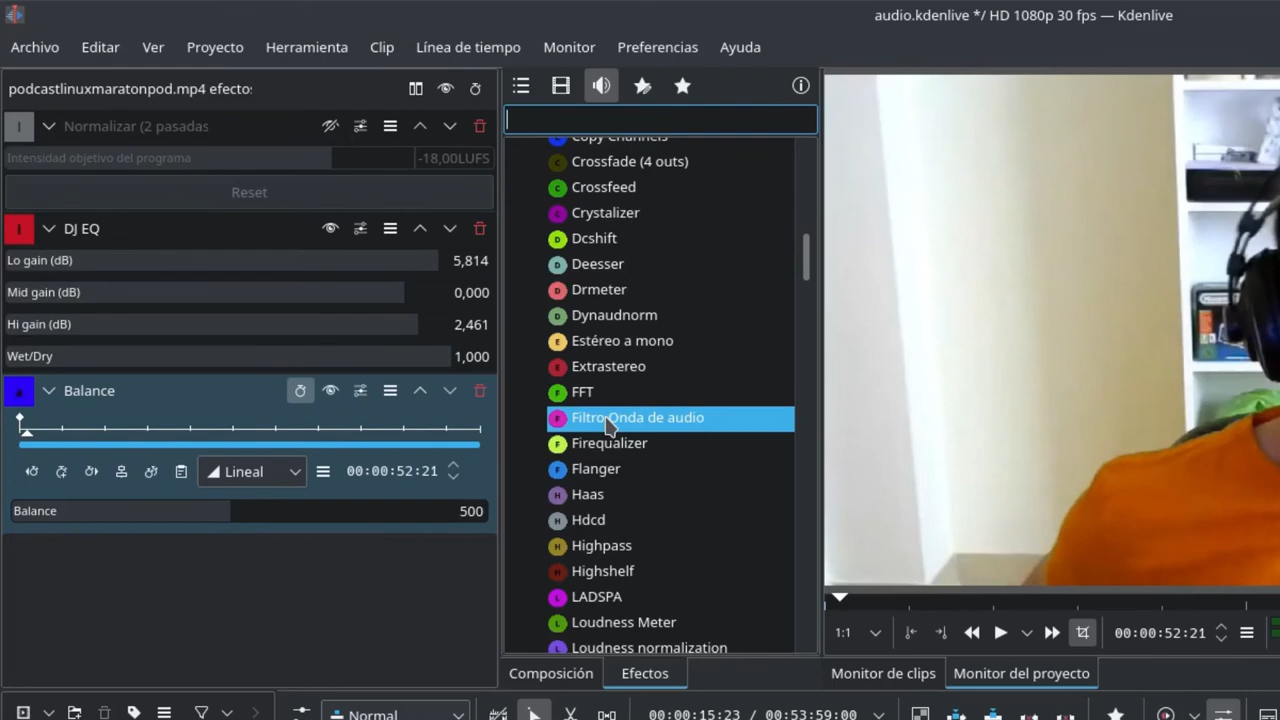 audio.kdenlive */ HD 1080p 30 fps — Kdenlive
Archivo Editar Ver Proyecto Herramienta Clip Línea de tiempo Monitor Preferencias Ayuda
podcastlinuxmaratonpod.mp4 efectos
Normalizar (2 pasadas
Intensidad objetivo del programa -18,00LUFS
Reset
DJ EQ
Lo gain (dB) 5,814
Mid gain (dB) 0,000
Hi gain (dB) 2,461
Wet/Dry 1,000
Balance
Lineal 00:00:52:21
Balance 500
Copy Channels
Crossfade (4 outs)
Crossfeed
Crystalizer
Dcshift
Deesser
Drmeter
Dynaudnorm
Estéreo a mono
Extrastereo
FFT
Filtro Onda de audio
Firequalizer
Flanger
Haas
Hdcd
Highpass
Highshelf
LADSPA
Loudness Meter
Loudness normalization
Composición Efectos
1:1 00:00:52:21
Monitor de clips Monitor del proyecto
Normal 00:00:15:23 / 00:53:59:00